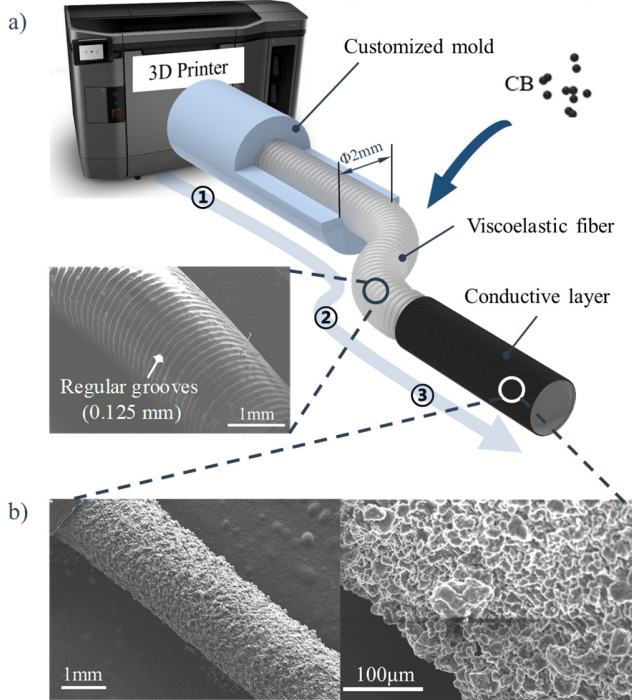 a)
3D Printer
Customized mold
CB
Φ2mm
①
Viscoelastic fiber
Conductive layer
②
Regular grooves
(0.125 mm)
1mm
③
b)
1mm
100μm